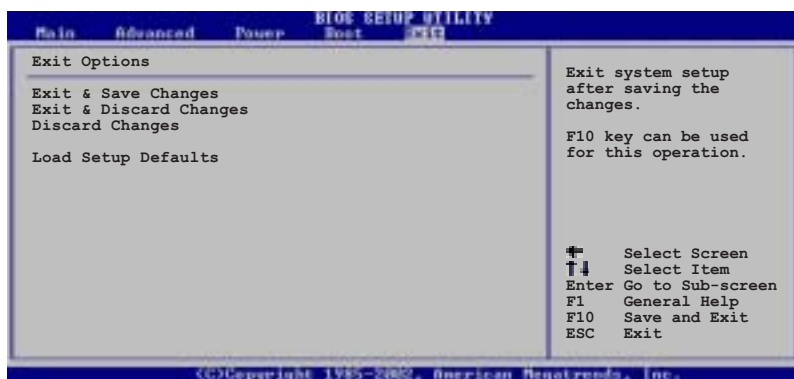 BIOS SETUP UTILITY
Main Advanced Power Boot Exit
Exit Options
Exit & Save Changes
Exit & Discard Changes
Discard Changes
Load Setup Defaults
Exit system setup
after saving the
changes.
F10 key can be used
for this operation.
Select Screen
↑↓ Select Item
Enter Go to Sub-screen
F1 General Help
F10 Save and Exit
ESC Exit
(C)Copyright 1985-2002, American Megatrends, Inc.